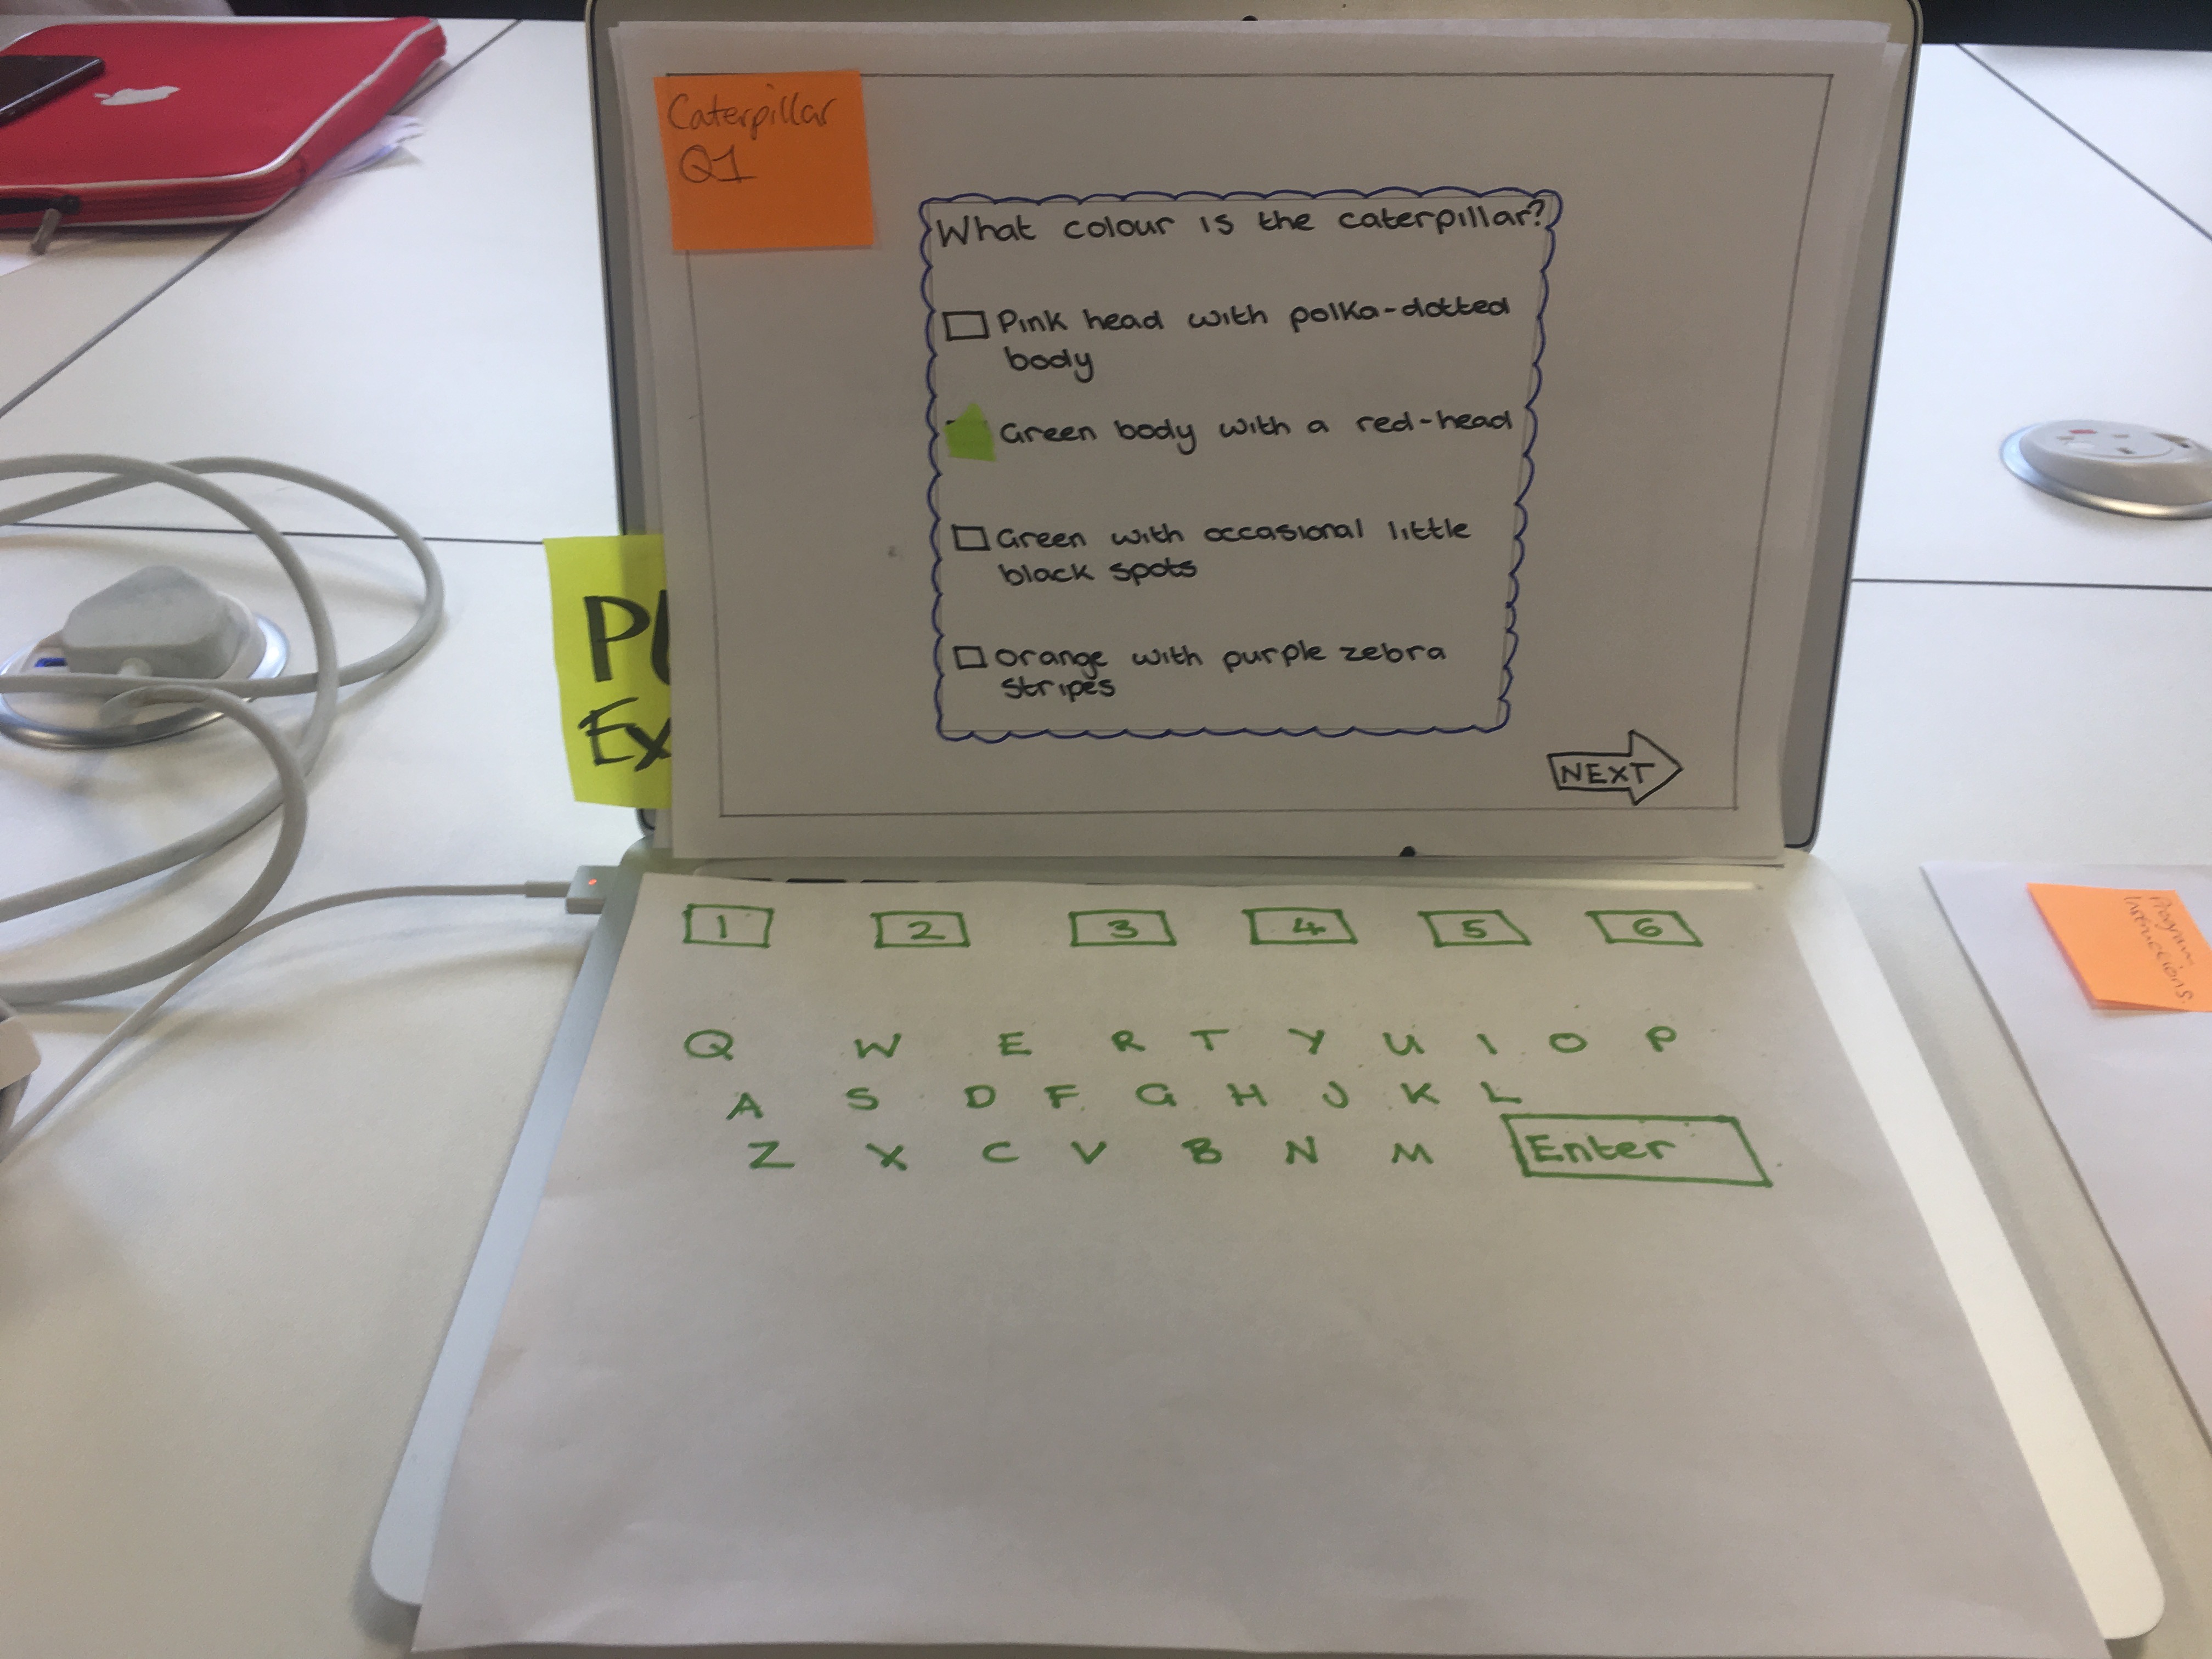 Caterpillar
Q1
What colour is the caterpillar?
Pink head with polka-dotted
body
Green body with a red-head
Green with occasional little
black spots
Orange with purple zebra
stripes
NEXT
1 2 3 4 5 6
Q W E R T Y U I O P
A S D F G H J K L
Z X C V B N M Enter
Program
Instructions.